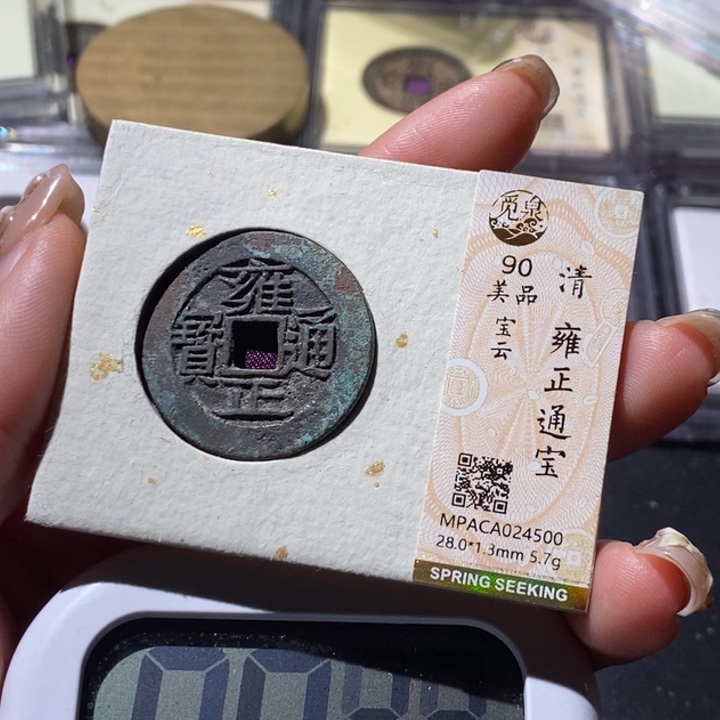 雍正通寳
觅泉
90
美品
宝云
清 雍正通宝
MPACA024500
28.0*1.3mm 5.7g
SPRING SEEKING